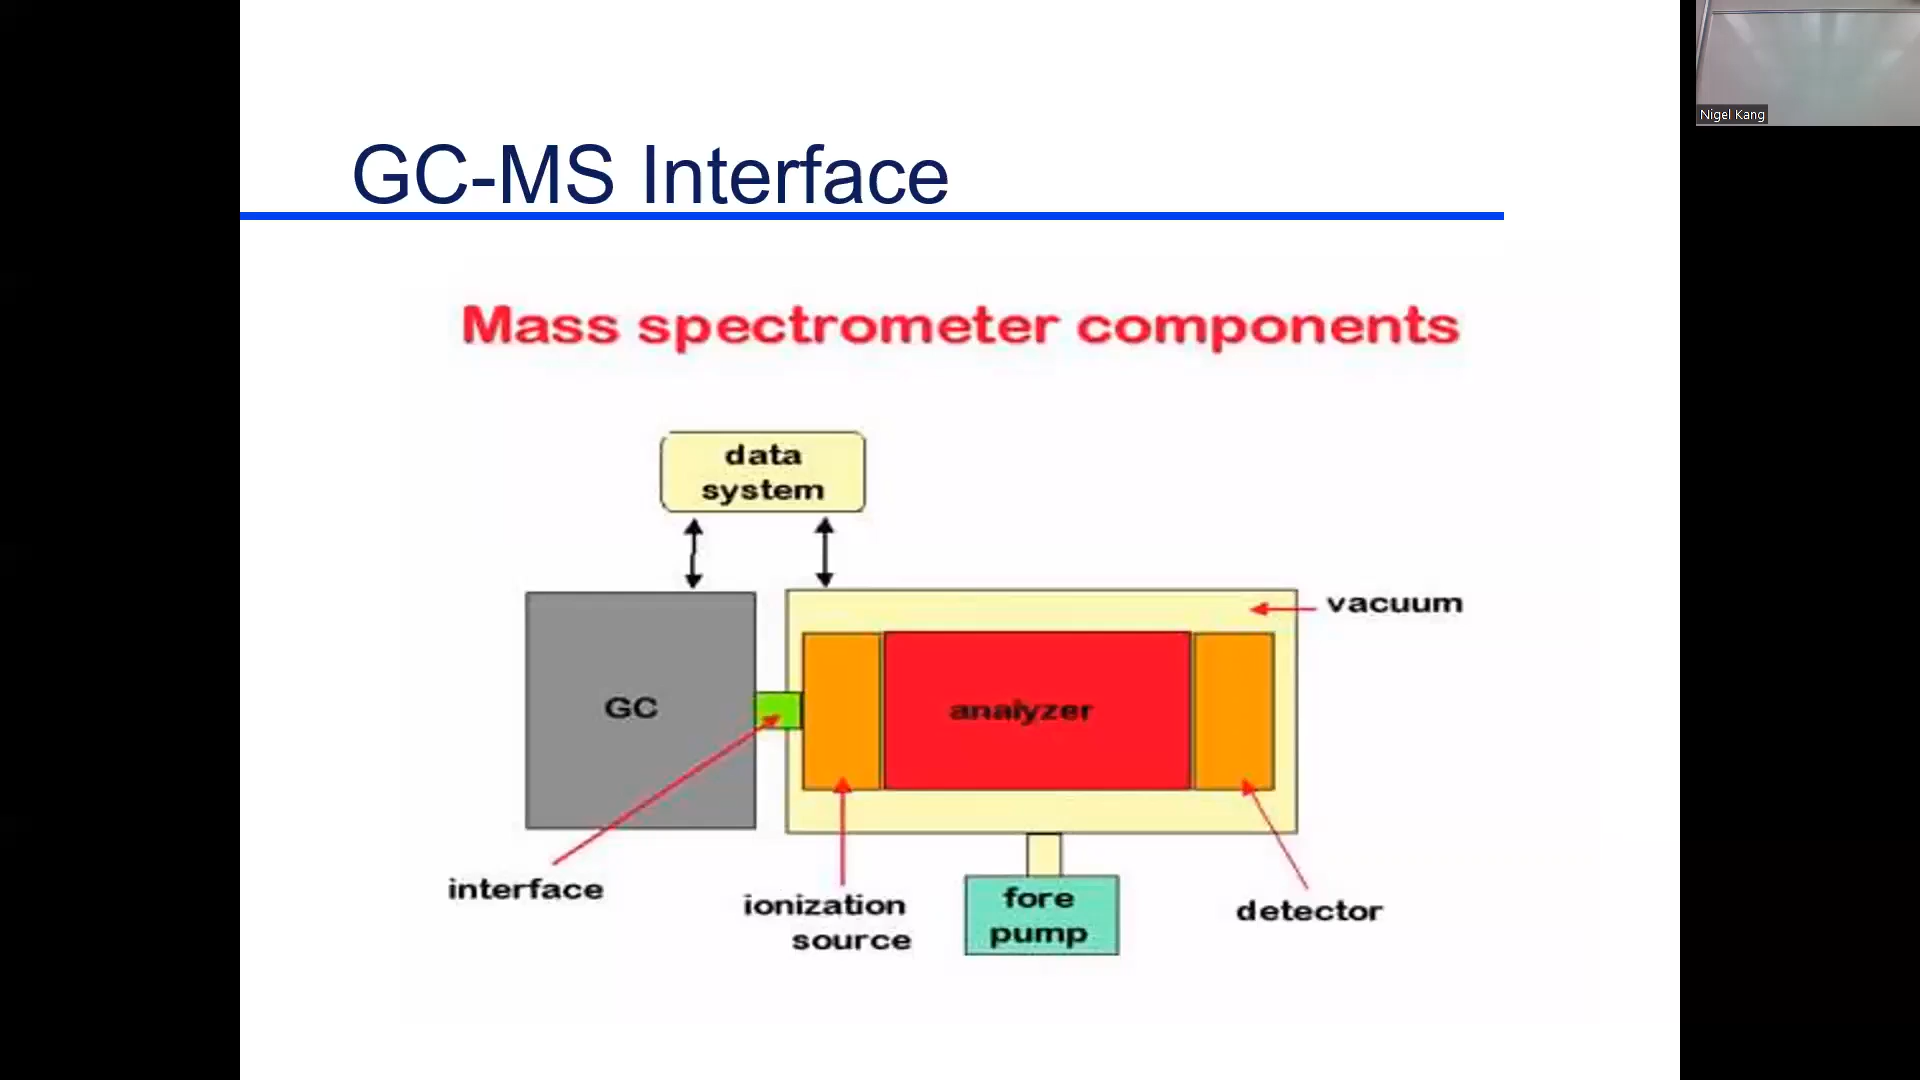 GC-MS Interface
Nigel Kang
Mass spectrometer components
data
system
vacuum
GC
analyzer
interface
ionization
source
fore
pump
detector